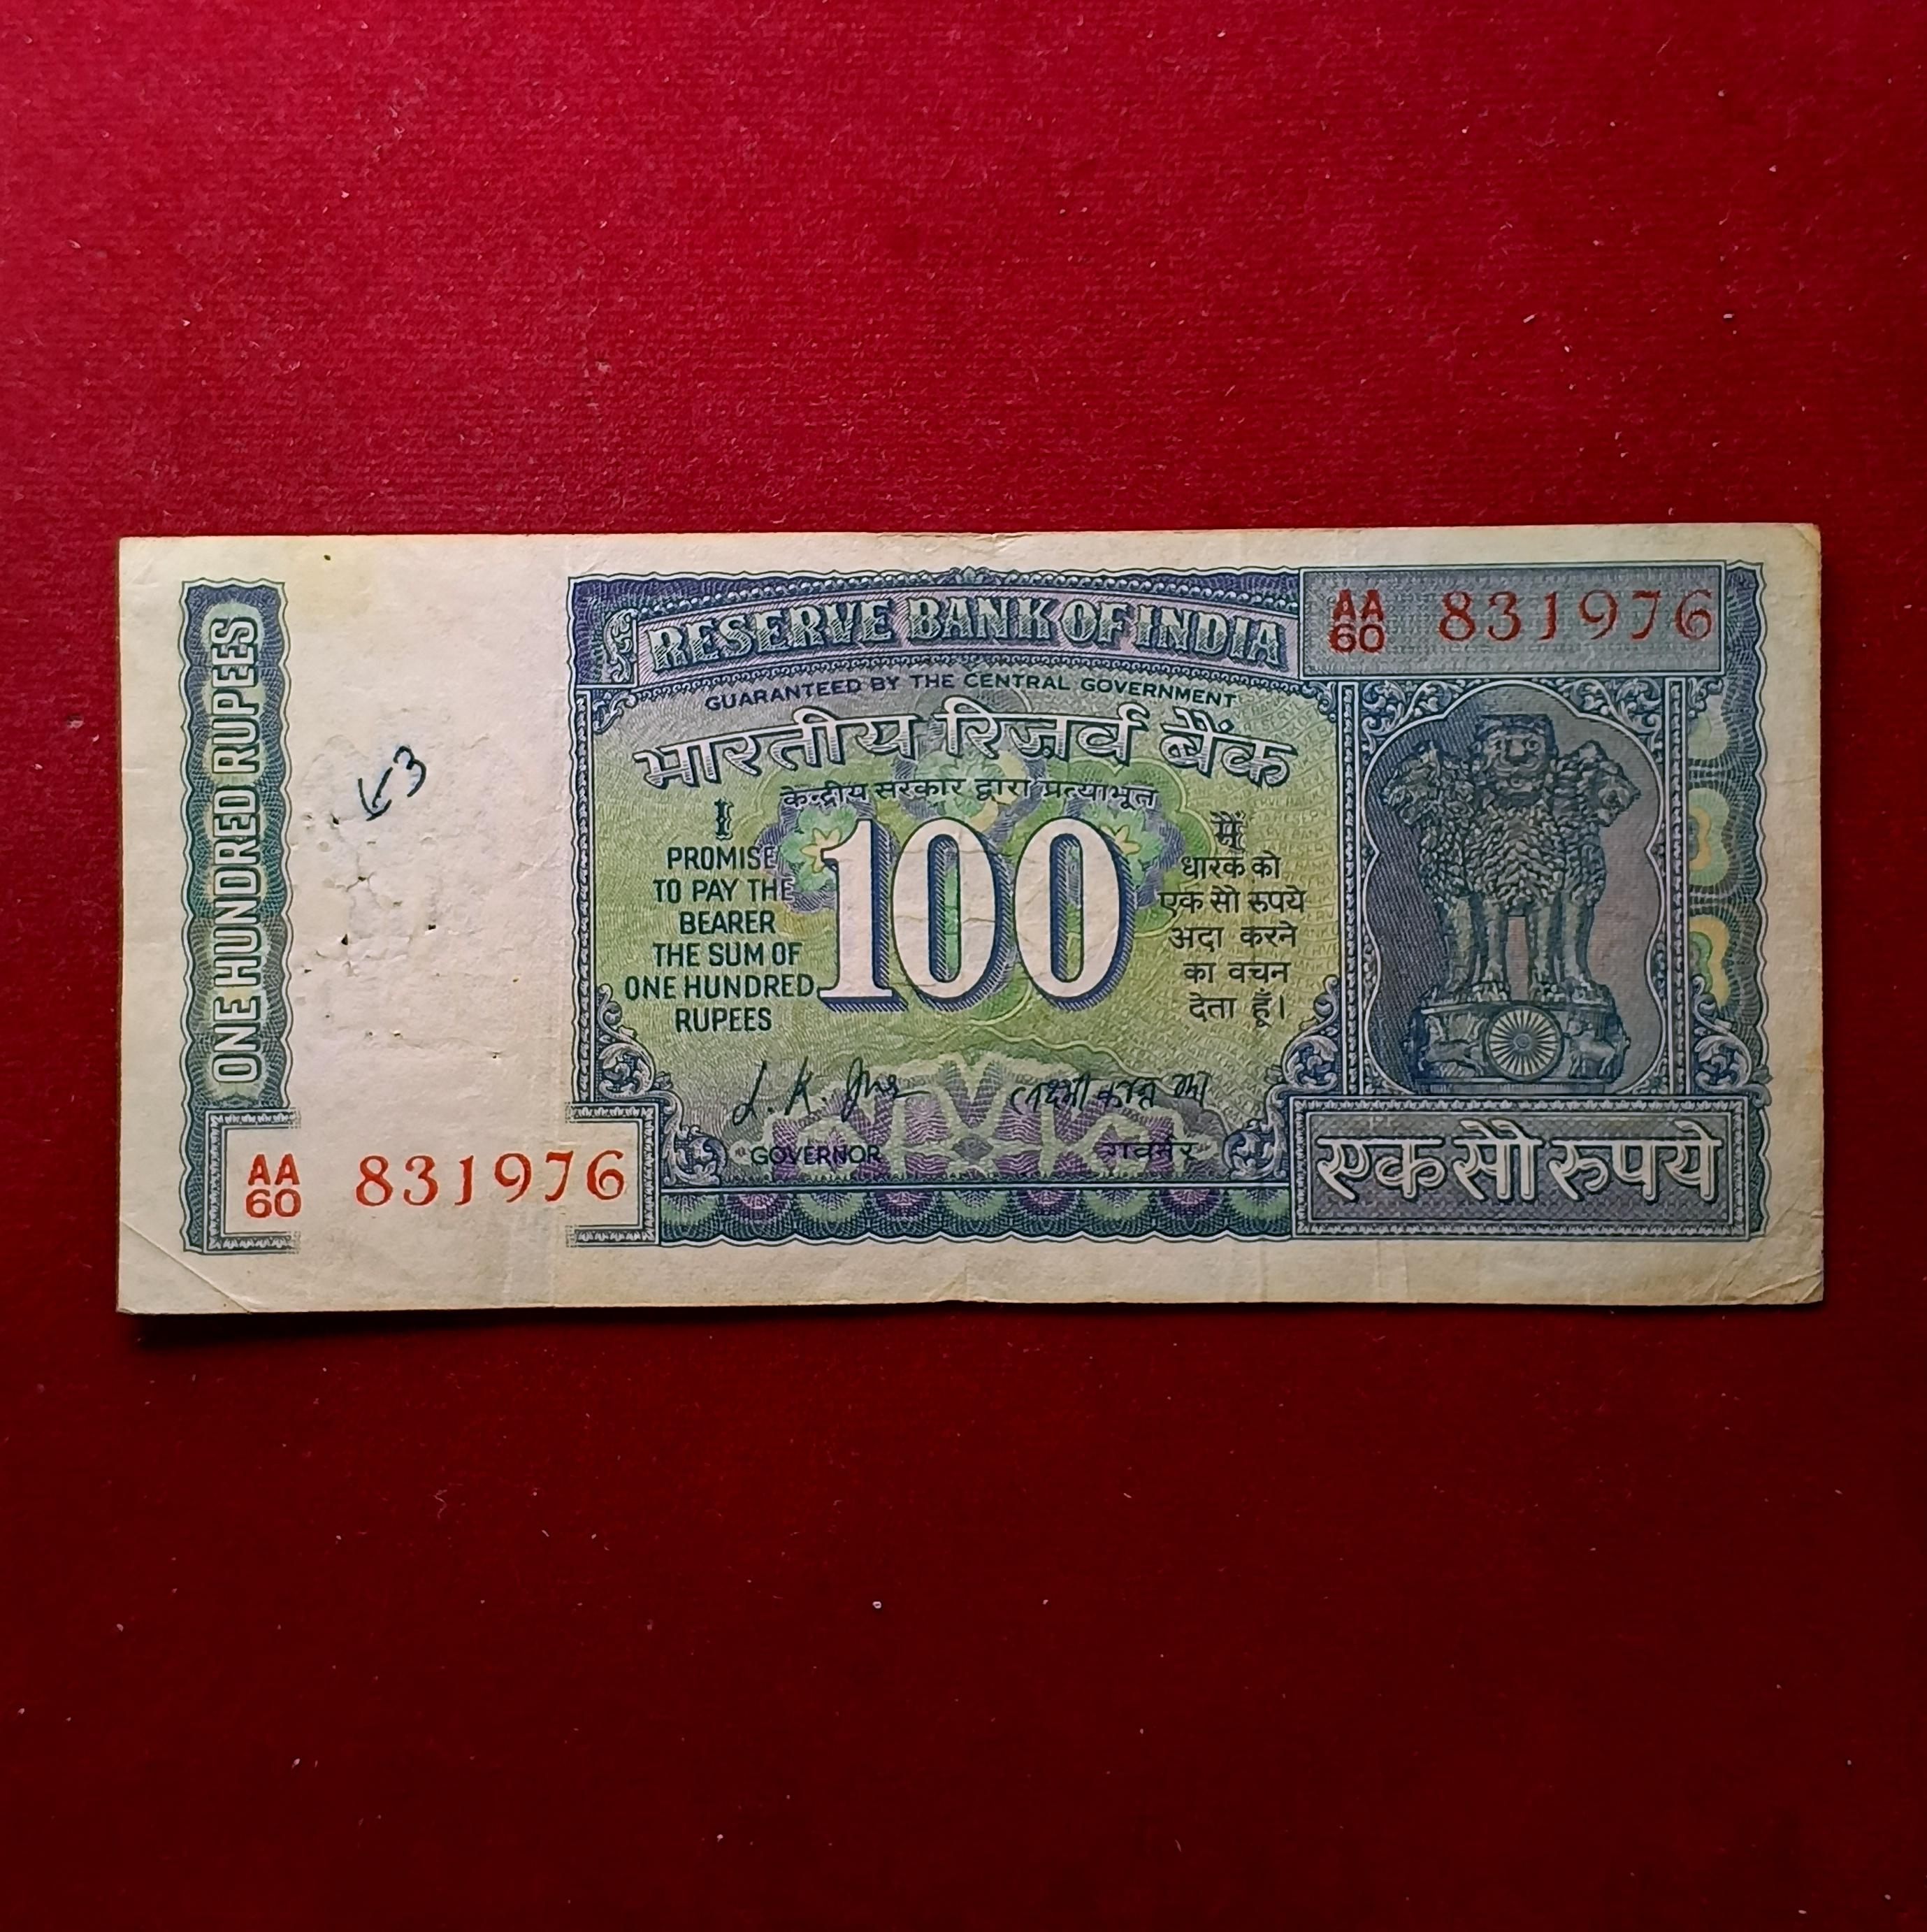 ONE HUNDRED RUPEES
RESERVE BANK OF INDIA
AA
60 831976
GUARANTEED BY THE CENTRAL GOVERNMENT
भारतीय रिज़र्व बैंक
केन्द्रीय सरकार द्वारा प्रत्याभूत
I
PROMISE
TO PAY THE
BEARER
THE SUM OF
ONE HUNDRED
RUPEES
100
मैं
धारक को
एक सौ रुपये
अदा करने
का वचन
देता हूँ।
L. K. Jha
लक्ष्मी कान्त झा
GOVERNOR
गवर्नर
AA
60 831976
एक सौ रुपये